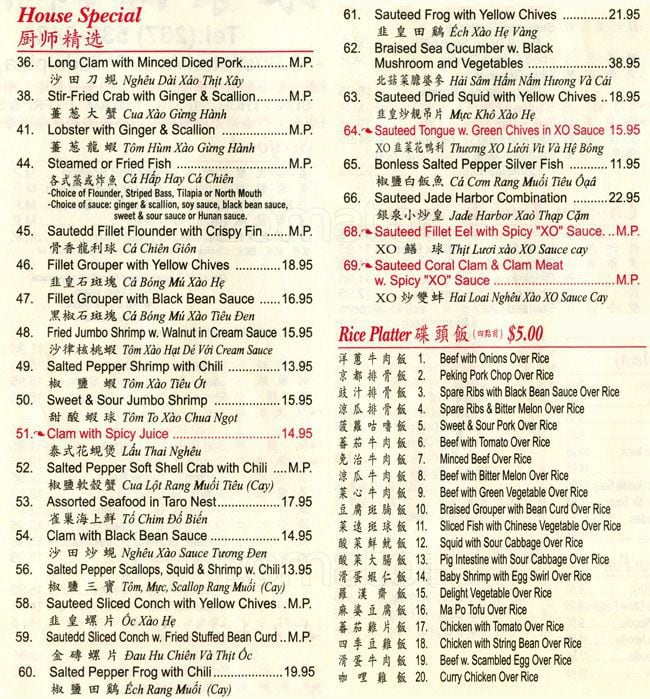 House Special
厨师精选
36. Long Clam with Minced Diced Pork............M.P.
沙田刀蜆 Nghêu Dài Xáo Thịt Xây
38. Stir-Fried Crab with Ginger & Scallion.........M.P.
薑葱大蟹 Cua Xào Gừng Hành
41. Lobster with Ginger & Scallion ..................M.P.
薑葱龍蝦 Tôm Hùm Xào Gừng Hành
44. Steamed or Fried Fish ............................M.P.
各式蒸或炸魚 Cá Hấp Hay Cá Chiên
-Choice of Flounder, Striped Bass, Tilapia or North Mouth
-Choice of sauce: ginger & scallion, soy sauce, black bean sauce,
sweet & sour sauce or Hunan sauce.
45. Sautedd Fillet Flounder with Crispy Fin ......M.P.
骨香龍利球 Cá Chiên Giôn
46. Fillet Grouper with Yellow Chives ............18.95
韭皇石斑塊 Cá Bóng Mú Xào Hẹ
47. Fillet Grouper with Black Bean Sauce ......16.95
黑椒石斑塊 Cá Bóng Mú Xào Tiêu Đen
48. Fried Jumbo Shrimp w. Walnut in Cream Sauce 15.95
沙律核桃蝦 Tôm Xào Hạt Dẻ Với Cream Sauce
49. Salted Pepper Shrimp with Chili ..............13.95
椒鹽蝦 Tôm Xào Tiêu Ớt
50. Sweet & Sour Jumbo Shrimp ................15.95
甜酸蝦球 Tôm To Xào Chua Ngọt
51. Clam with Spicy Juice ..........................14.95
泰式花蜆煲 Lẩu Thai Nghêu
52. Salted Pepper Soft Shell Crab with Chili ....M.P.
椒鹽軟殼蟹 Cua Lột Rang Muối Tiêu (Cay)
53. Assorted Seafood in Taro Nest................17.95
雀巢海上鮮 Tổ Chim Đồ Biển
54. Clam with Black Bean Sauce ..................14.95
沙田炒蜆 Nghêu Xào Sauce Tương Đen
56. Salted Pepper Scallops, Squid & Shrimp w. Chili 13.95
椒鹽三寶 Tôm, Mực, Scallop Rang Muối (Cay)
58. Sauteed Sliced Conch with Yellow Chives .M.P.
韭皇螺片 Ốc Xào Hẹ
59. Sautedd Sliced Conch w. Fried Stuffed Bean Curd ..M.P.
金磚螺片 Đau Hu Chiên Và Thịt Ốc
60. Salted Pepper Frog with Chili ..................19.95
椒鹽田鷄 Ếch Rang Muối (Cay)
61. Sauteed Frog with Yellow Chives ............21.95
韭皇田鷄 Ếch Xào Hẹ Vàng
62. Braised Sea Cucumber w. Black
Mushroom and Vegetables ....................38.95
北菇菜膽婆參 Hải Sâm Hầm Nấm Hương Và Cải
63. Sauteed Dried Squid with Yellow Chives ..18.95
韭皇炒靚吊片 Mực Khô Xào Hẹ
64. Sauteed Tongue w. Green Chives in XO Sauce 15.95
XO韭菜花鴨利 Thương XO Lưỡi Vịt Và Hệ Bông
65. Bonless Salted Pepper Silver Fish ..........11.95
椒鹽白飯魚 Cá Cơm Rang Muối Tiêu Ôqâ
66. Sauteed Jade Harbor Combination ..........22.95
銀泉小炒皇 Jade Harbor Xaò Thạp Cặm
68. Sauteed Fillet Eel with Spicy "XO" Sauce. ..M.P.
XO鱔球 Thịt Lươi xào XO Sauce cay
69. Sauteed Coral Clam & Clam Meat
w. Spicy "XO" Sauce ............................M.P.
XO炒雙蚌 Hai Loai Nghêu Xào XO Sauce Cay
Rice Platter 碟頭飯 (四點前) $5.00
洋蔥牛肉飯 1. Beef with Onions Over Rice
京都排骨飯 2. Peking Pork Chop Over Rice
豉汁排骨飯 3. Spare Ribs with Black Bean Sauce Over Rice
涼瓜排骨飯 4. Spare Ribs & Bitter Melon Over Rice
菠蘿咕嚕飯 5. Sweet & Sour Pork Over Rice
蕃茄牛肉飯 6. Beef with Tomato Over Rice
免治牛肉飯 7. Minced Beef Over Rice
涼瓜牛肉飯 8. Beef with Bitter Melon Over Rice
菜心牛肉飯 9. Beef with Green Vegetable Over Rice
豆腐斑腩飯 10. Braised Grouper with Bean Curd Over Rice
菜遠斑球飯 11. Sliced Fish with Chinese Vegetable Over Rice
酸菜鮮魷飯 12. Squid with Sour Cabbage Over Rice
酸菜大腸飯 13. Pig Intestine with Sour Cabbage Over Rice
滑蛋蝦仁飯 14. Baby Shrimp with Egg Swirl Over Rice
羅漢齋飯 15. Delight Vegetable Over Rice
麻婆豆腐飯 16. Ma Po Tofu Over Rice
蕃茄雞片飯 17. Chicken with Tomato Over Rice
四季豆雞飯 18. Chicken with String Bean Over Rice
滑蛋牛肉飯 19. Beef w. Scambled Egg Over Rice
咖哩雞飯 20. Curry Chicken Over Rice